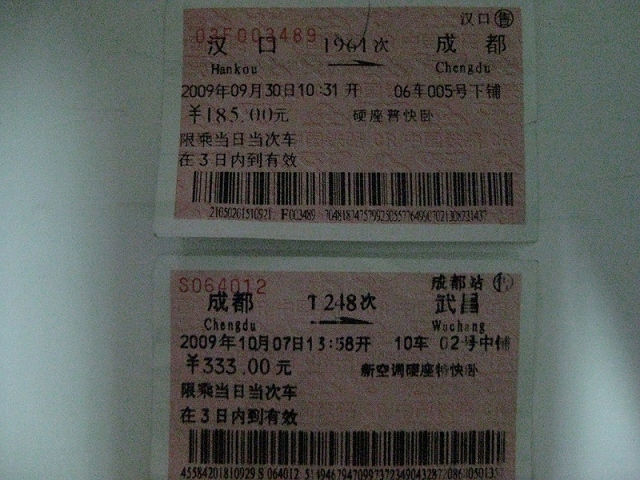 汉口售
02F003489
汉 口 1961次 成 都
Hankou Chengdu
2009年09月30日10:31开 06车005号下铺
￥185.00元 硬座普快卧
限乘当日当次车
在3日内到有效
成都站
S064012
成都 T248次 武昌
Chengdu Wuchang
2009年10月07日13:58开 10车 02号中铺
￥333.00元 新空调硬座特快卧
限乘当日当次车
在3日内到有效